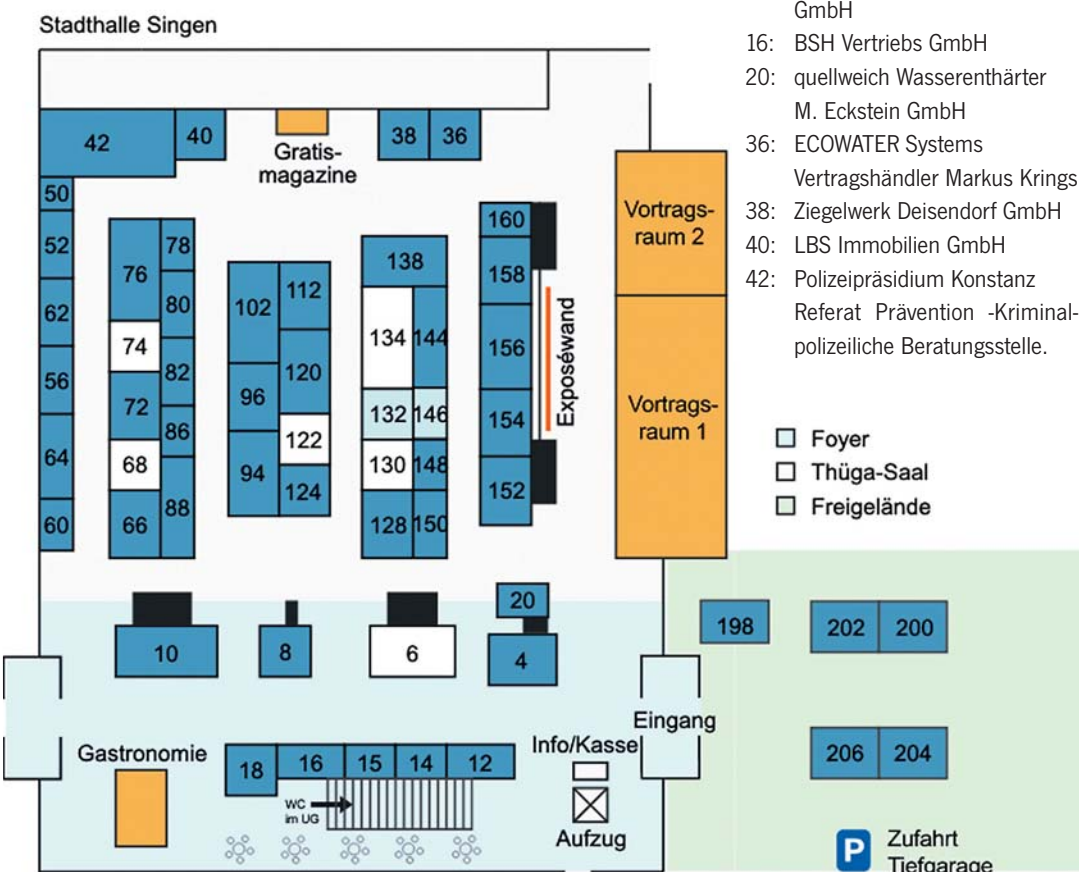 Stadthalle Singen
42
40
Gratis-
magazine
38
36
50
52
62
56
64
60
76
78
80
74
72
82
86
68
66
88
102
112
120
96
122
94
124
138
134
144
132
146
130
148
128
150
160
158
156
154
152
Exposéwand
Vortrags-
raum 2
Vortrags-
raum 1
10
8
6
20
4
Gastronomie
18
16
15
14
12
WC
im UG
Info/Kasse
Aufzug
Eingang
198
202
200
206
204
P
Zufahrt
Tiefgarage
GmbH
16: BSH Vertriebs GmbH
20: quellweich Wasserenthärter
M. Eckstein GmbH
36: ECOWATER Systems
Vertragshändler Markus Krings
38: Ziegelwerk Deisendorf GmbH
40: LBS Immobilien GmbH
42: Polizeipräsidium Konstanz
Referat Prävention -Kriminal-
polizeiliche Beratungsstelle.
Foyer
Thüga-Saal
Freigelände